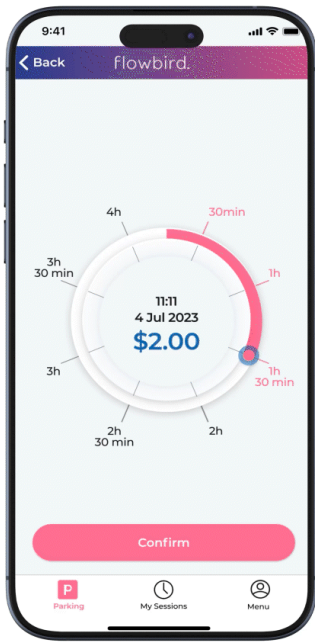 9:41
Back
flowbird.
4h
30min
3h
30 min
1h
11:11
4 Jul 2023
$2.00
3h
1h
30 min
2h
30 min
2h
Confirm
P
Parking
My Sessions
Menu